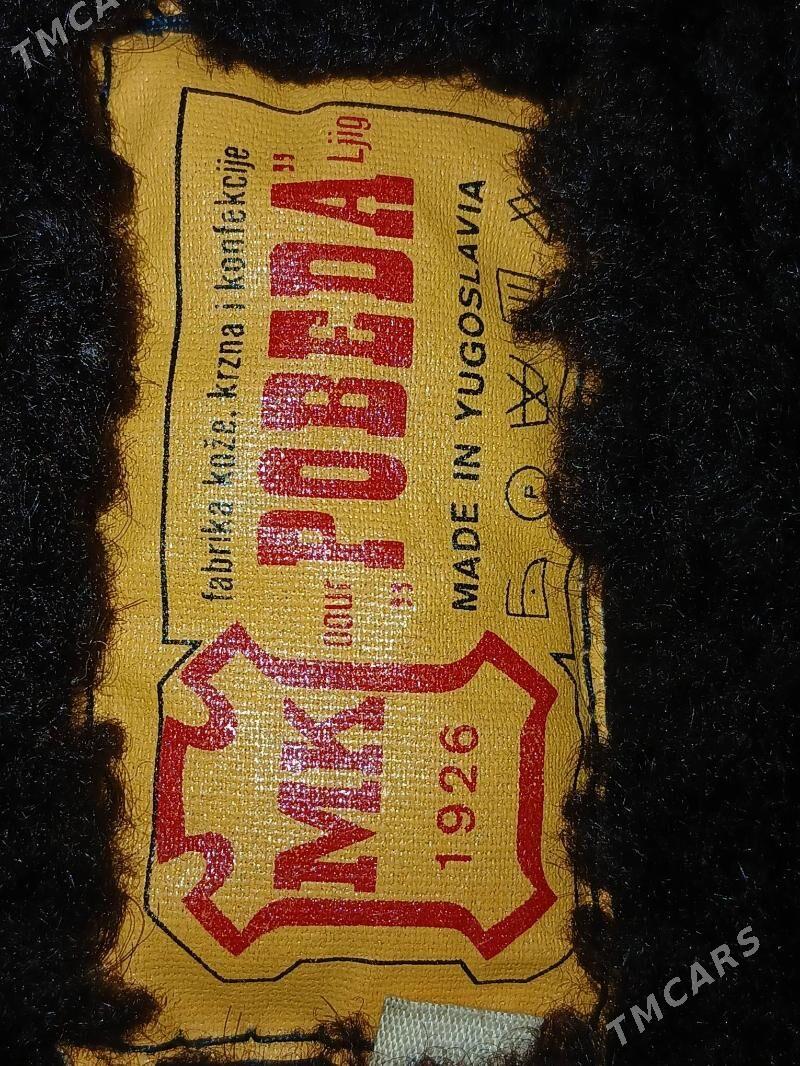 fabrika kože, krzna i konfekcije
oour
„POBEDA”
Ljig
MADE IN YUGOSLAVIA
P
MK
1926
TMCARS
TMCARS